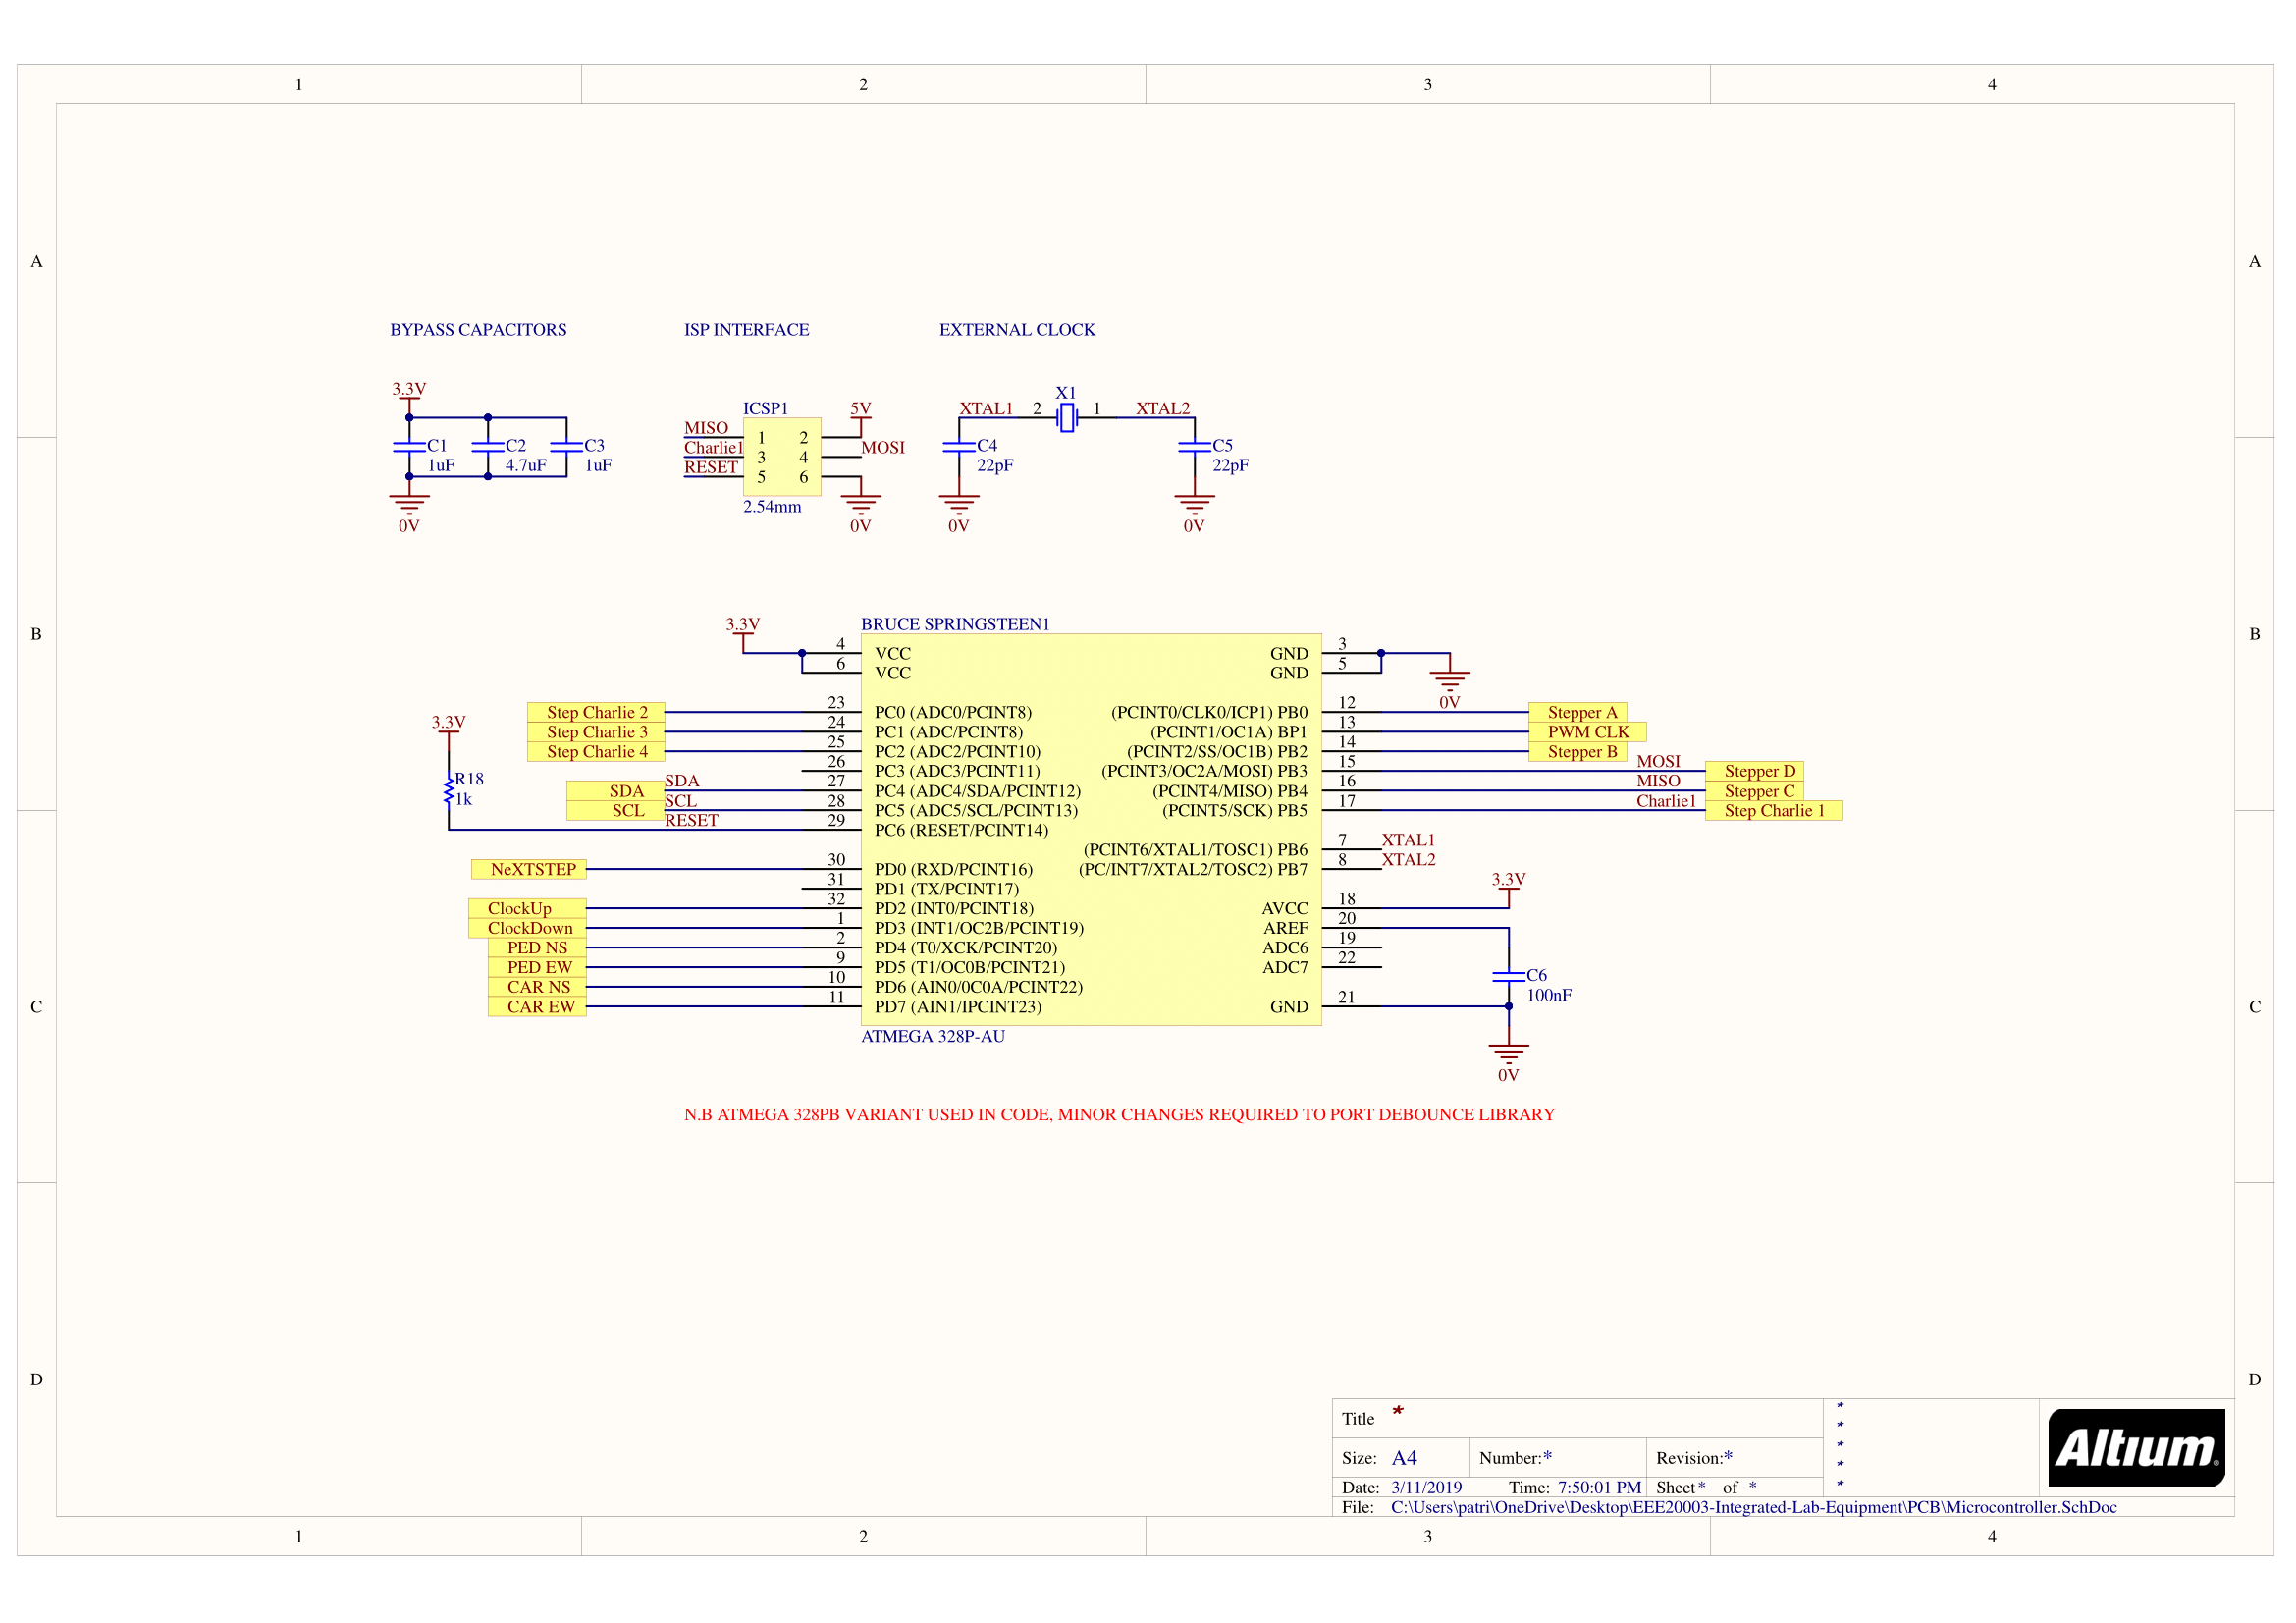 1 2 3 4
A A
BYPASS CAPACITORS ISP INTERFACE EXTERNAL CLOCK
3.3V
C1
1uF
C2
4.7uF
C3
1uF
0V
ICSP1
MISO 1 2 5V
Charlie1 3 4 MOSI
RESET 5 6
2.54mm
0V
X1
XTAL1 2 1 XTAL2
C4
22pF
0V
C5
22pF
0V
B B
BRUCE SPRINGSTEEN1
3.3V
4 VCC
6 VCC
GND 3
GND 5
0V
Step Charlie 2 23 PC0 (ADC0/PCINT8)
Step Charlie 3 24 PC1 (ADC/PCINT8)
Step Charlie 4 25 PC2 (ADC2/PCINT10)
26 PC3 (ADC3/PCINT11)
SDA SDA 27 PC4 (ADC4/SDA/PCINT12)
SCL SCL 28 PC5 (ADC5/SCL/PCINT13)
RESET 29 PC6 (RESET/PCINT14)
3.3V
R18
1k
NeXTSTEP 30 PD0 (RXD/PCINT16)
31 PD1 (TX/PCINT17)
ClockUp 32 PD2 (INT0/PCINT18)
ClockDown 1 PD3 (INT1/OC2B/PCINT19)
PED NS 2 PD4 (T0/XCK/PCINT20)
PED EW 9 PD5 (T1/OC0B/PCINT21)
CAR NS 10 PD6 (AIN0/0C0A/PCINT22)
CAR EW 11 PD7 (AIN1/IPCINT23)
(PCINT0/CLK0/ICP1) PB0 12 Stepper A
(PCINT1/OC1A) BP1 13 PWM CLK
(PCINT2/SS/OC1B) PB2 14 Stepper B
(PCINT3/OC2A/MOSI) PB3 15 MOSI Stepper D
(PCINT4/MISO) PB4 16 MISO Stepper C
(PCINT5/SCK) PB5 17 Charlie1 Step Charlie 1
(PCINT6/XTAL1/TOSC1) PB6 7 XTAL1
(PC/INT7/XTAL2/TOSC2) PB7 8 XTAL2
AVCC 18 3.3V
AREF 20
ADC6 19
ADC7 22
GND 21
C6
100nF
0V
ATMEGA 328P-AU
C C
N.B ATMEGA 328PB VARIANT USED IN CODE, MINOR CHANGES REQUIRED TO PORT DEBOUNCE LIBRARY
D D
Title *
Size: A4 Number:* Revision:*
Date: 3/11/2019 Time: 7:50:01 PM Sheet * of *
File: C:\Users\patri\OneDrive\Desktop\EEE20003-Integrated-Lab-Equipment\PCB\Microcontroller.SchDoc
*
*
*
*
*
Altium®
1 2 3 4